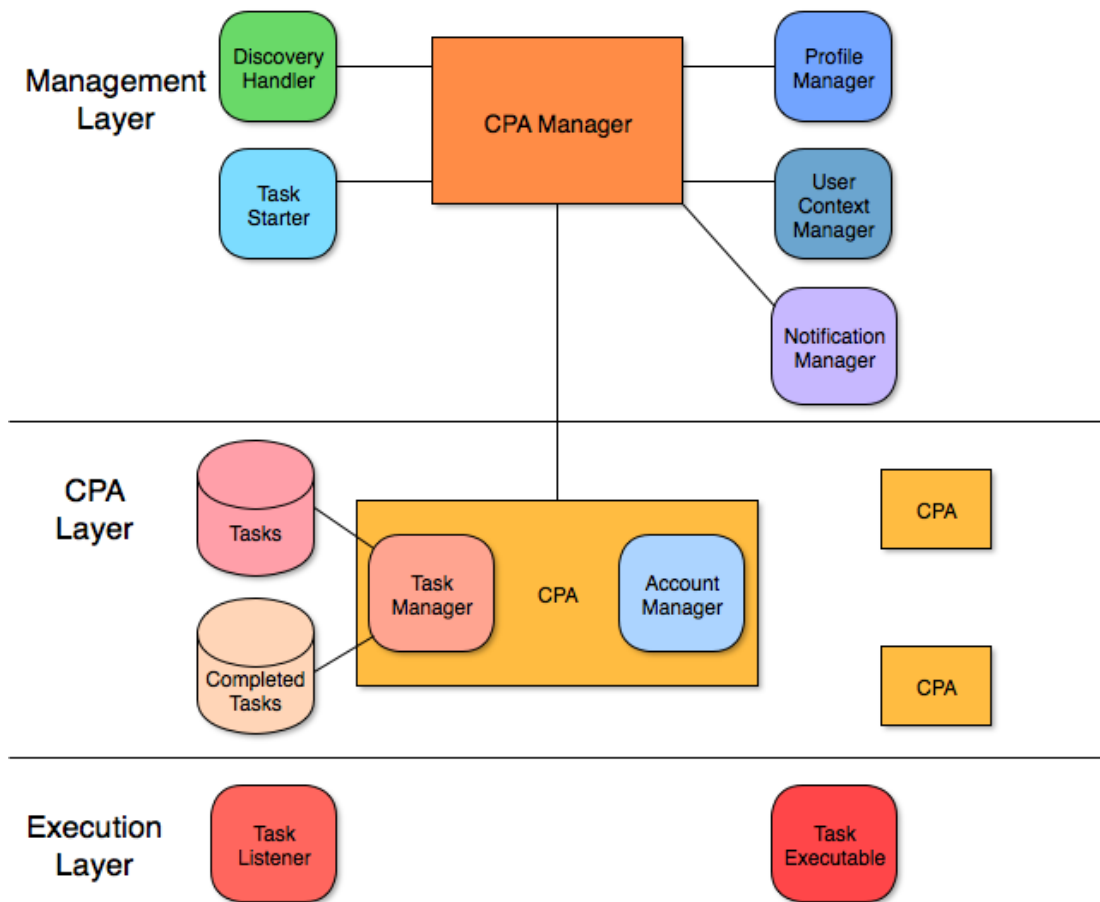 Management
Layer
Discovery
Handler
CPA Manager
Profile
Manager
Task
Starter
User
Context
Manager
Notification
Manager
CPA
Layer
Tasks
Completed
Tasks
Task
Manager
CPA
Account
Manager
CPA
CPA
Execution
Layer
Task
Listener
Task
Executable